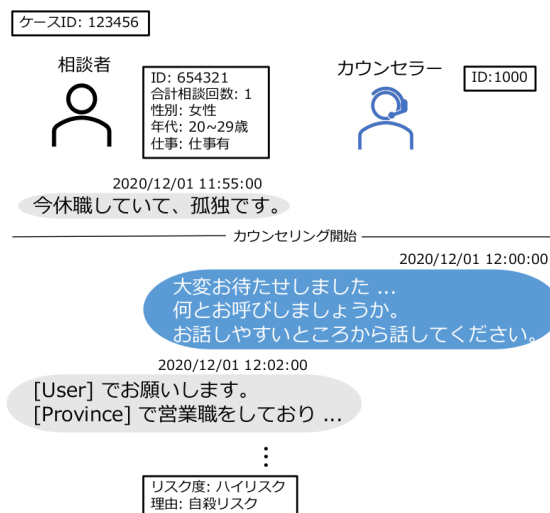 ケースID: 123456
相談者
ID: 654321
合計相談回数: 1
性別: 女性
年代: 20~29歳
仕事: 仕事有
カウンセラー
ID:1000
2020/12/01 11:55:00
今休職していて、孤独です。
カウンセリング開始
2020/12/01 12:00:00
大変お待たせしました ...
何とお呼びしましょうか。
お話しやすいところから話してください。
2020/12/01 12:02:00
[User] でお願いします。
[Province] で営業職をしており ...
⋮
リスク度: ハイリスク
理由: 自殺リスク